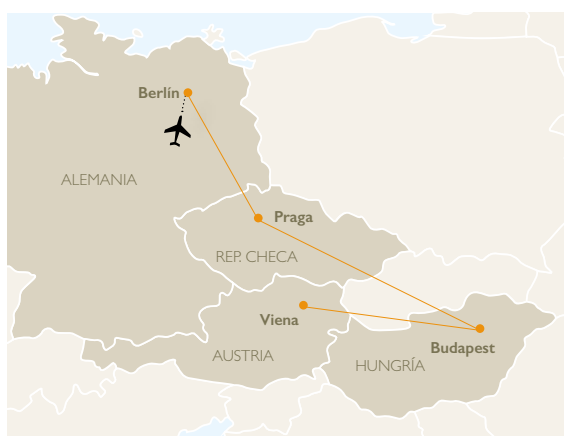 Berlín
ALEMANIA
Praga
REP. CHECA
Viena
Budapest
AUSTRIA
HUNGRÍA